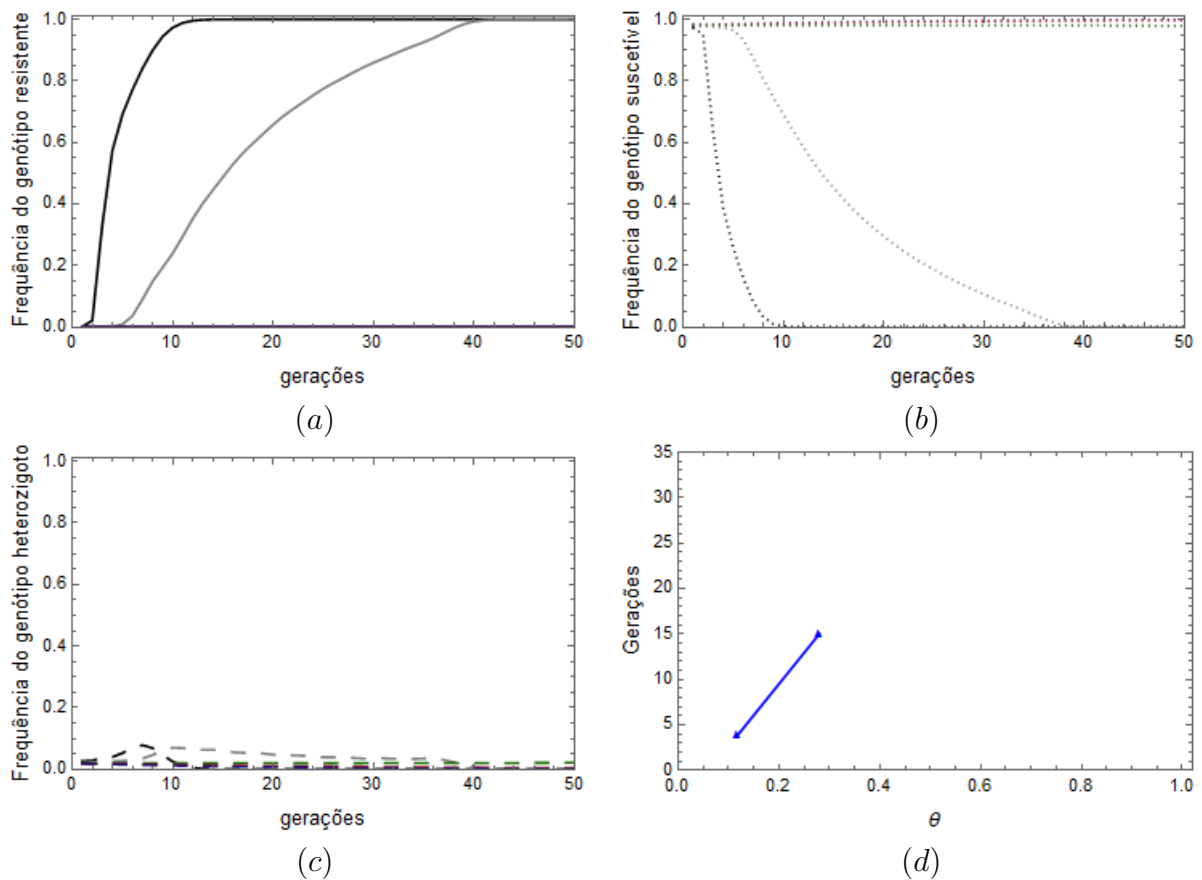 Frequência do genótipo resistente
1.0
0.8
0.6
0.4
0.2
0.0
0 10 20 30 40 50
gerações
(a)
Frequência do genótipo suscetível
1.0
0.8
0.6
0.4
0.2
0.0
0 10 20 30 40 50
gerações
(b)
Frequência do genótipo heterozigoto
1.0
0.8
0.6
0.4
0.2
0.0
0 10 20 30 40 50
gerações
(c)
Gerações
35
30
25
20
15
10
5
0
0.0 0.2 0.4 0.6 0.8 1.0
θ
(d)